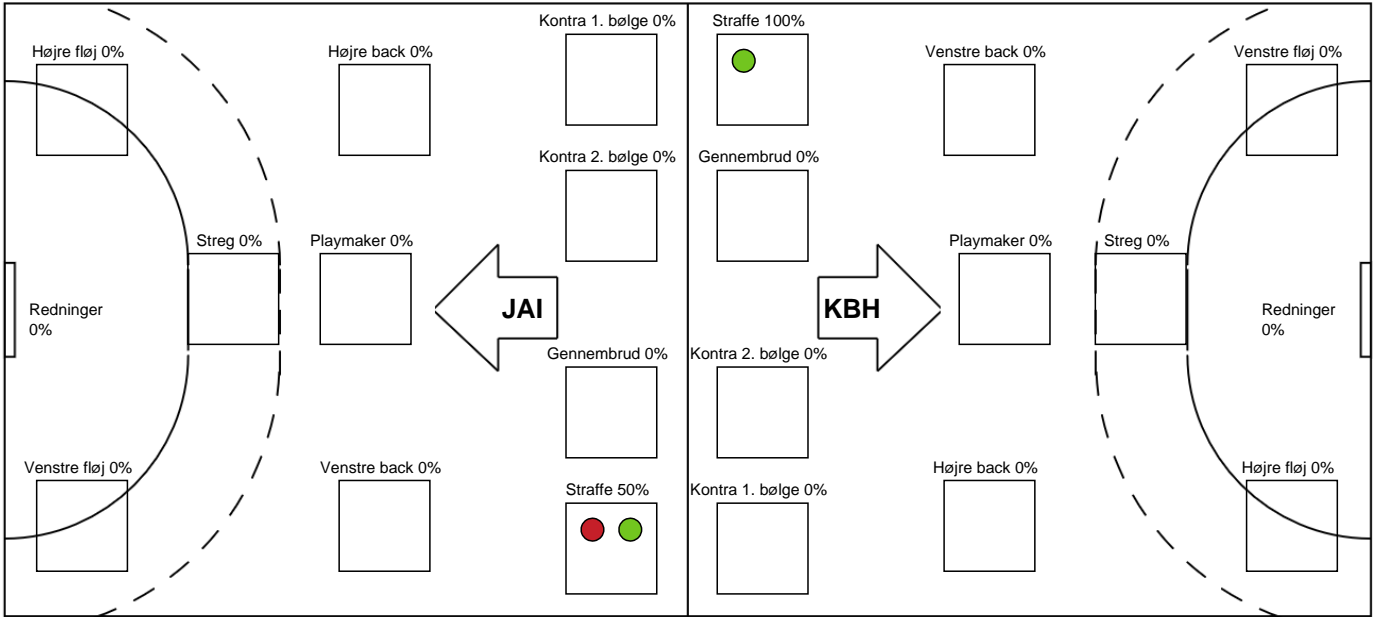 Kontra 1. bølge 0%
Straffe 100%
Højre fløj 0%
Højre back 0%
Venstre back 0%
Venstre fløj 0%
Kontra 2. bølge 0%
Gennembrud 0%
Streg 0%
Playmaker 0%
Playmaker 0%
Streg 0%
Redninger
0%
JAI
KBH
Redninger
0%
Gennembrud 0%
Kontra 2. bølge 0%
Venstre fløj 0%
Venstre back 0%
Højre back 0%
Højre fløj 0%
Straffe 50%
Kontra 1. bølge 0%